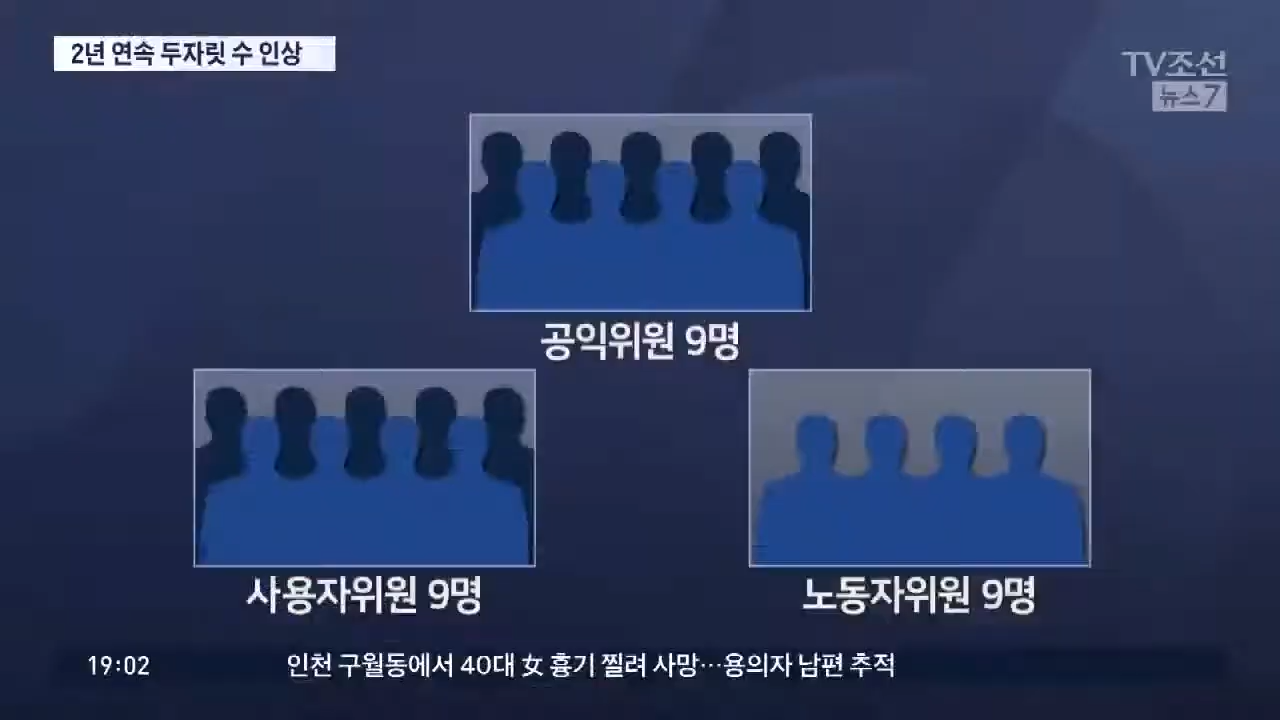 2년 연속 두자릿 수 인상
TV조선
뉴스7
공익위원 9명
사용자위원 9명
노동자위원 9명
19:02
인천 구월동에서 40대 女 흉기 찔려 사망…용의자 남편 추적